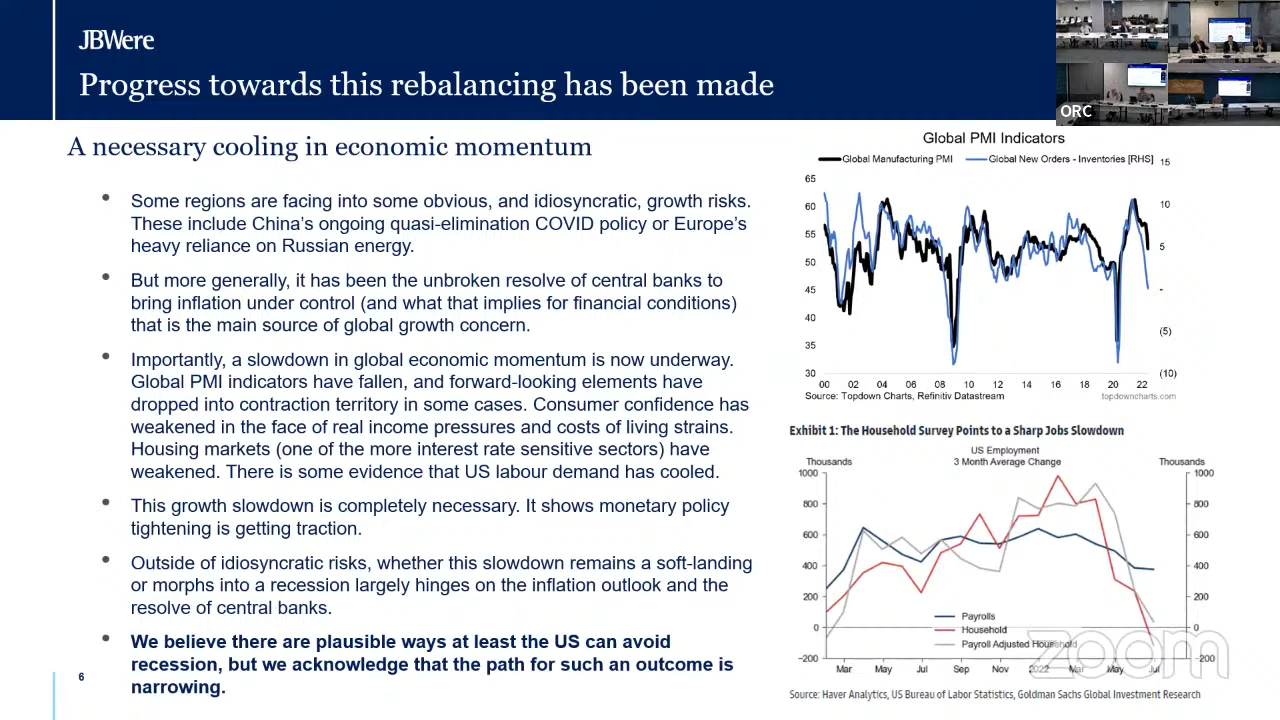 JBWere
Progress towards this rebalancing has been made
ORC
A necessary cooling in economic momentum
• Some regions are facing into some obvious, and idiosyncratic, growth risks.
These include China's ongoing quasi-elimination COVID policy or Europe's
heavy reliance on Russian energy.
• But more generally, it has been the unbroken resolve of central banks to
bring inflation under control (and what that implies for financial conditions)
that is the main source of global growth concern.
• Importantly, a slowdown in global economic momentum is now underway.
Global PMI indicators have fallen, and forward-looking elements have
dropped into contraction territory in some cases. Consumer confidence has
weakened in the face of real income pressures and costs of living strains.
Housing markets (one of the more interest rate sensitive sectors) have
weakened. There is some evidence that US labour demand has cooled.
• This growth slowdown is completely necessary. It shows monetary policy
tightening is getting traction.
• Outside of idiosyncratic risks, whether this slowdown remains a soft-landing
or morphs into a recession largely hinges on the inflation outlook and the
resolve of central banks.
• We believe there are plausible ways at least the US can avoid
recession, but we acknowledge that the path for such an outcome is
narrowing.
6
Global PMI Indicators
Global Manufacturing PMI
Global New Orders - Inventories [RHS]
65
60
55
50
45
40
35
30
15
10
5
-
(5)
(10)
00 02 04 06 08 10 12 14 16 18 20 22
Source: Topdown Charts, Refinitiv Datastream
topdowncharts.com
Exhibit 1: The Household Survey Points to a Sharp Jobs Slowdown
US Employment
Thousands 3 Month Average Change Thousands
1000
800
600
400
200
0
-200
1000
800
600
400
200
0
-200
Payrolls
Household
Payroll Adjusted Household
Mar May Jul Sep Nov 2022 Mar May Jul
zoom
Source: Haver Analytics, US Bureau of Labor Statistics, Goldman Sachs Global Investment Research